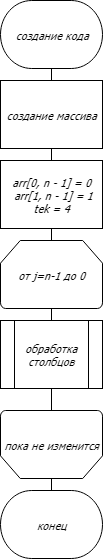 создание кода
создание массива
arr[0, n - 1] = 0
arr[1, n - 1] = 1
tek = 4
от j=n-1 до 0
обработка
столбцов
пока не изменится
конец